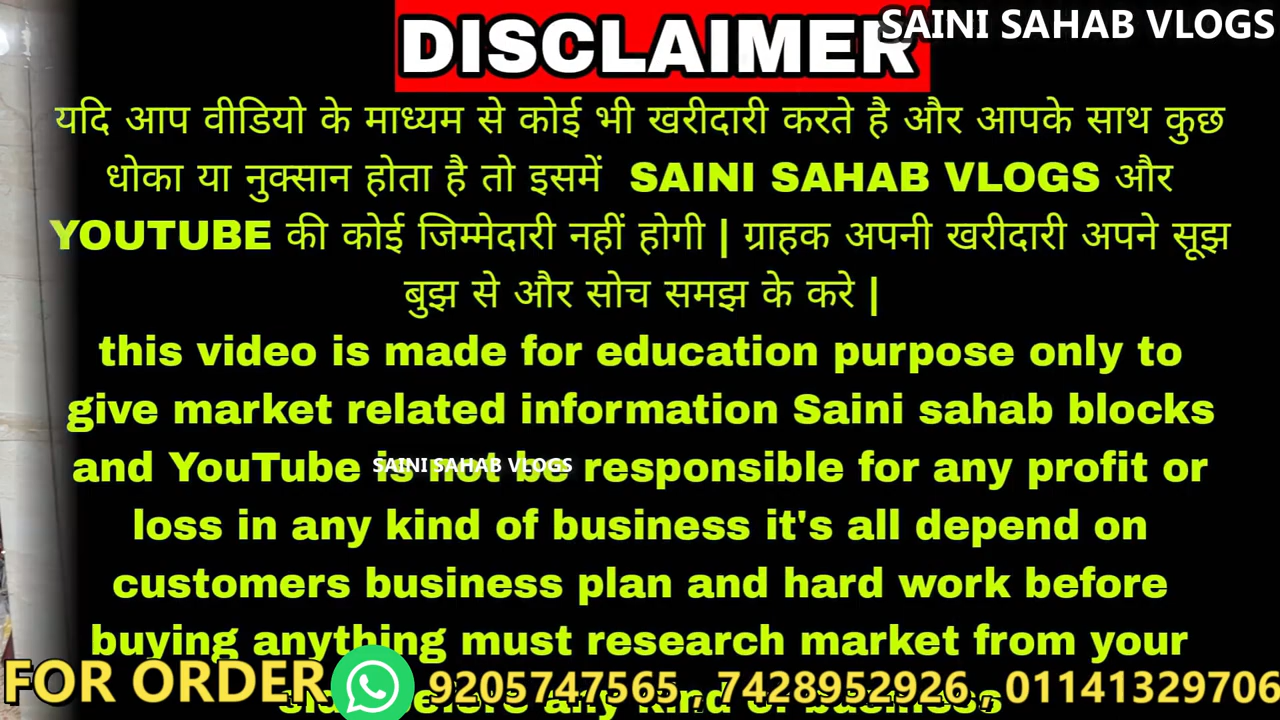 DISCLAIMER
SAINI SAHAB VLOGS
यदि आप वीडियो के माध्यम से कोई भी खरीदारी करते है और आपके साथ कुछ
धोका या नुक्सान होता है तो इसमें SAINI SAHAB VLOGS और
YOUTUBE की कोई जिम्मेदारी नहीं होगी |  ग्राहक अपनी खरीदारी अपने सूझ
बुझ से और सोच समझ के करे |
this video is made for education purpose only to
give market related information Saini sahab blocks
and YouTube is not be responsible for any profit or
SAINI SAHAB VLOGS
loss in any kind of business it's all depend on
customers business plan and hard work before
buying anything must research market from your
any kind of business
FOR ORDER 9205747565 , 7428952926 , 01141329706